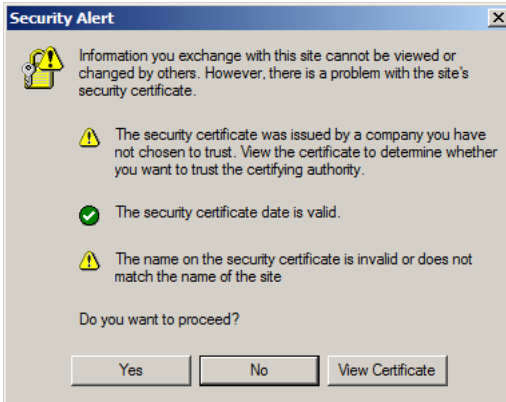 Security Alert
Information you exchange with this site cannot be viewed or
changed by others. However, there is a problem with the site's
security certificate.
The security certificate was issued by a company you have
not chosen to trust. View the certificate to determine whether
you want to trust the certifying authority.
The security certificate date is valid.
The name on the security certificate is invalid or does not
match the name of the site
Do you want to proceed?
Yes No View Certificate